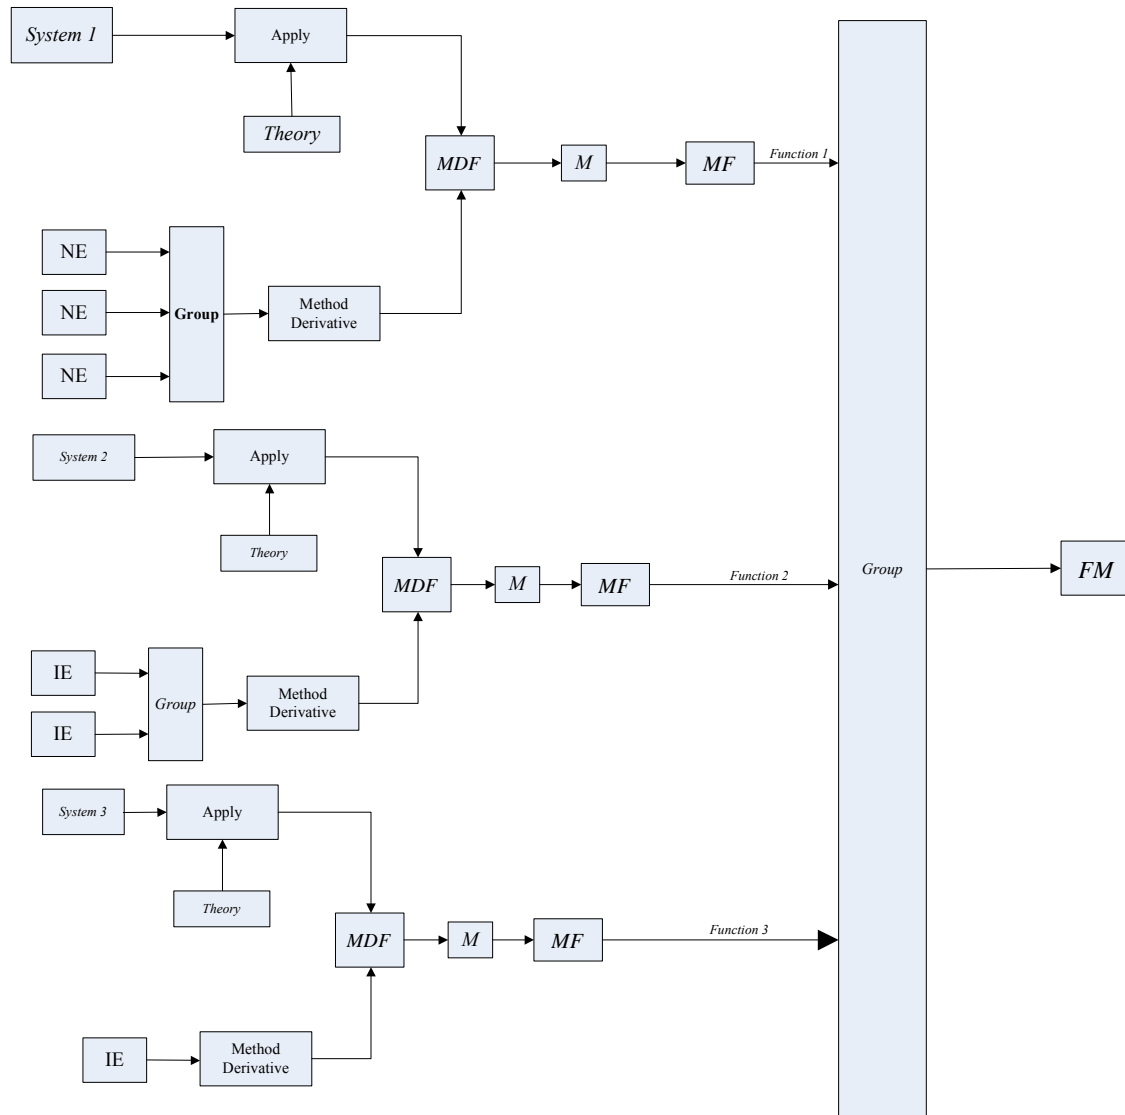 System 1
Apply
Theory
MDF
M
MF
Function 1
NE
NE
NE
Group
Method
Derivative
System 2
Apply
Theory
MDF
M
MF
Function 2
Group
FM
IE
IE
Group
Method
Derivative
System 3
Apply
Theory
MDF
M
MF
Function 3
IE
Method
Derivative